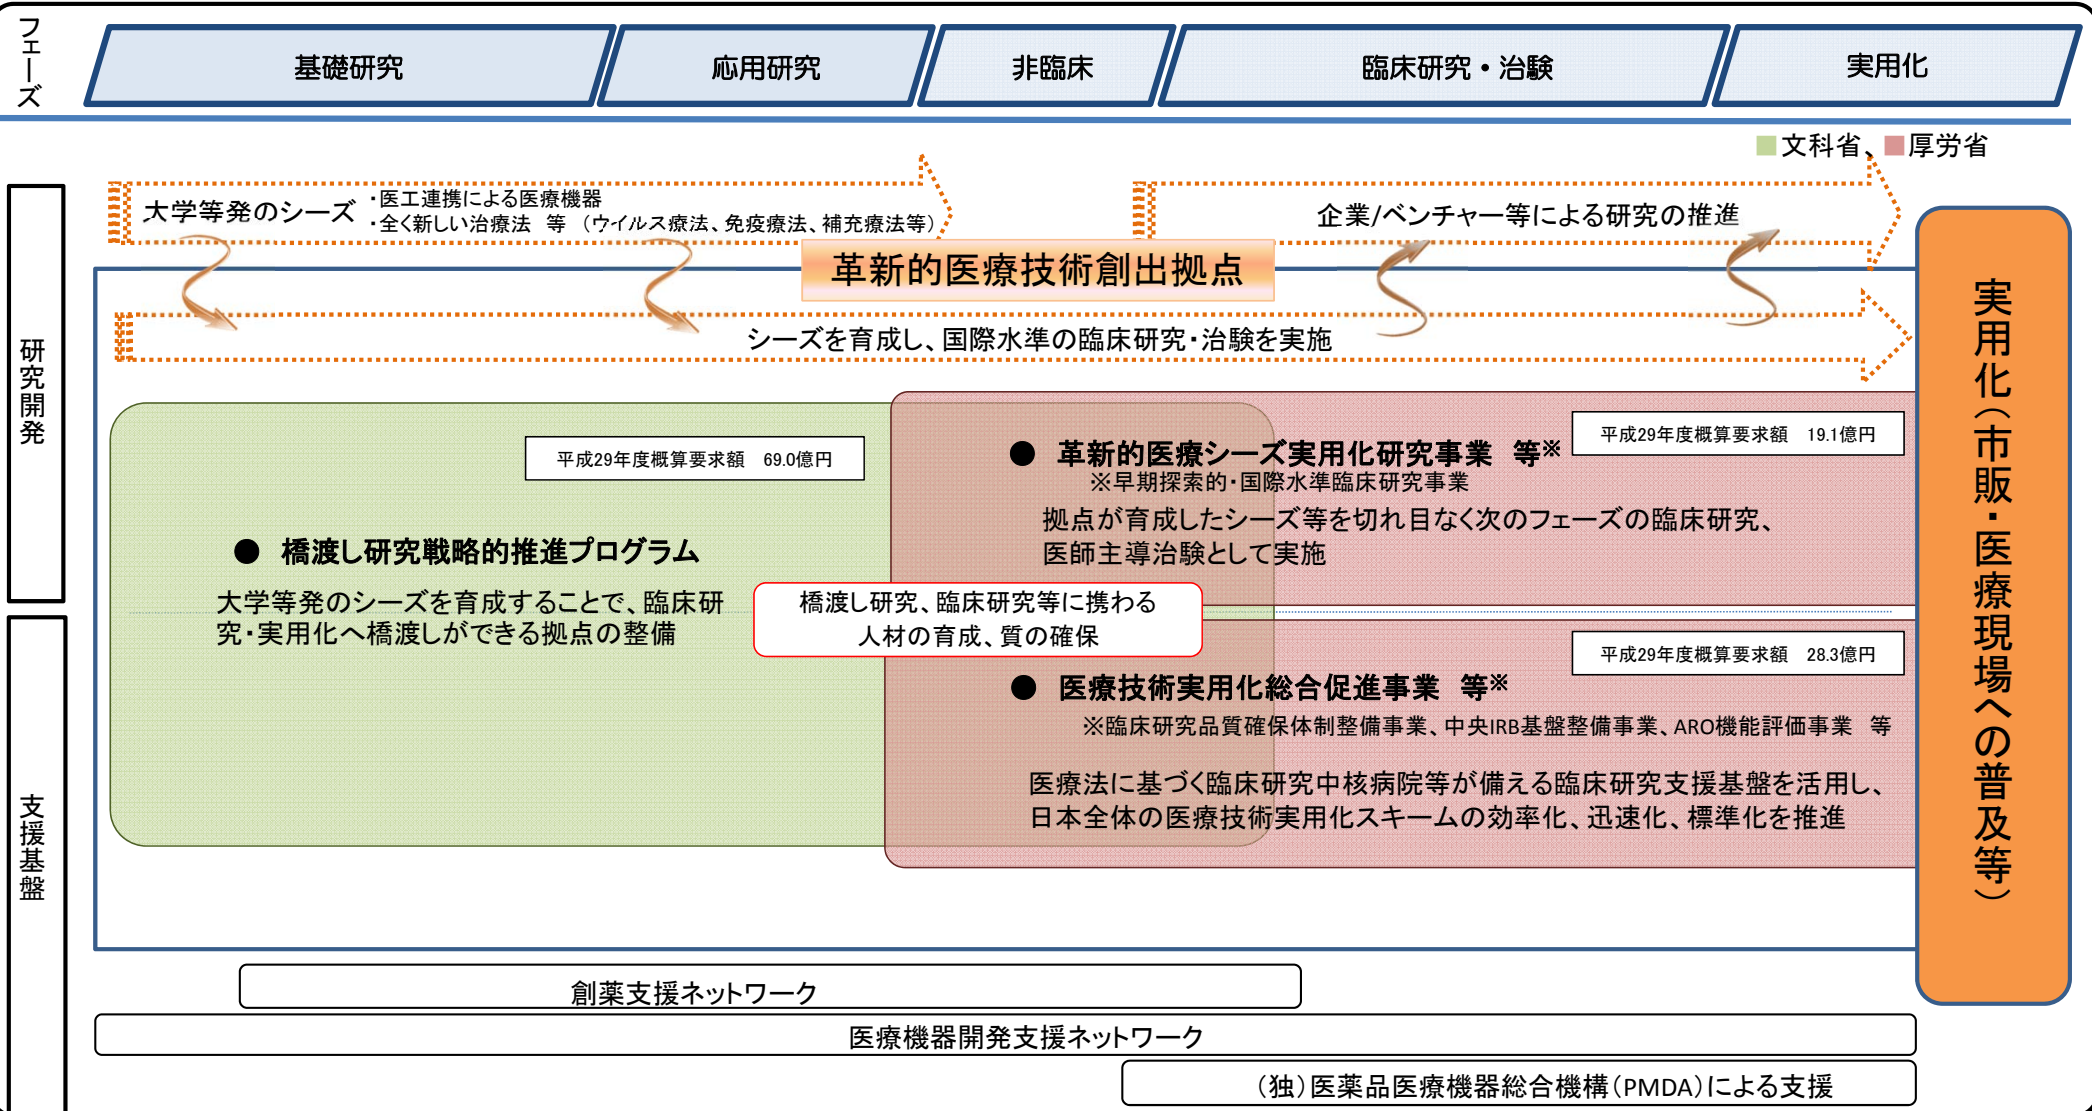 フェーズ
基礎研究
応用研究
非臨床
臨床研究・治験
実用化
■文科省、■厚労省
研究開発
大学等発のシーズ
・医工連携による医療機器
・全く新しい治療法　等　（ウイルス療法、免疫療法、補充療法等）
企業/ベンチャー等による研究の推進
革新的医療技術創出拠点
シーズを育成し、国際水準の臨床研究・治験を実施
平成29年度概算要求額　69.0億円
● 橋渡し研究戦略的推進プログラム
大学等発のシーズを育成することで、臨床研
究・実用化へ橋渡しができる拠点の整備
平成29年度概算要求額　19.1億円
● 革新的医療シーズ実用化研究事業　等※
※早期探索的・国際水準臨床研究事業
拠点が育成したシーズ等を切れ目なく次のフェーズの臨床研究、
医師主導治験として実施
橋渡し研究、臨床研究等に携わる
人材の育成、質の確保
支援基盤
平成29年度概算要求額　28.3億円
● 医療技術実用化総合促進事業　等※
※臨床研究品質確保体制整備事業、中央IRB基盤整備事業、ARO機能評価事業　等
医療法に基づく臨床研究中核病院等が備える臨床研究支援基盤を活用し、
日本全体の医療技術実用化スキームの効率化、迅速化、標準化を推進
実用化（市販・医療現場への普及等）
創薬支援ネットワーク
医療機器開発支援ネットワーク
（独）医薬品医療機器総合機構（PMDA）による支援